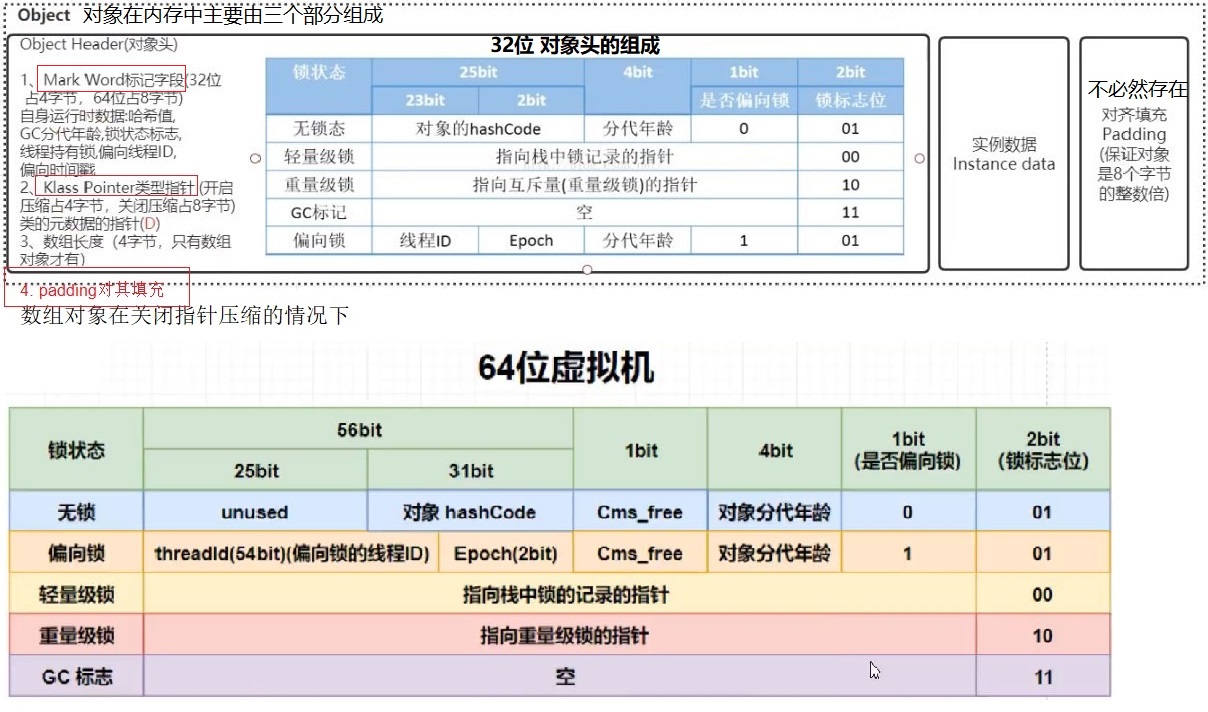 Object 对象在内存中主要由三个部分组成
Object Header(对象头)
1、Mark Word标记字段(32位
占4字节，64位占8字节)
自身运行时数据:哈希值,
GC分代年龄,锁状态标志,
线程持有锁,偏向线程ID,
偏向时间戳
2、Klass Pointer类型指针(开启
压缩占4字节，关闭压缩占8字节)
类的元数据的指针(D)
3、数组长度（4字节，只有数组
对象才有）
4. padding对其填充
数组对象在关闭指针压缩的情况下
32位 对象头的组成
锁状态 25bit 4bit 1bit 2bit
23bit 2bit 是否偏向锁 锁标志位
无锁态 对象的hashCode 分代年龄 0 01
轻量级锁 指向栈中锁记录的指针 00
重量级锁 指向互斥量(重量级锁)的指针 10
GC标记 空 11
偏向锁 线程ID Epoch 分代年龄 1 01
实例数据
Instance data
不必然存在
对齐填充
Padding
(保证对象
是8个字节
的整数倍)
64位虚拟机
锁状态 56bit 1bit 4bit 1bit 2bit
25bit 31bit (是否偏向锁) (锁标志位)
无锁 unused 对象 hashCode Cms_free 对象分代年龄 0 01
偏向锁 threadId(54bit)(偏向锁的线程ID) Epoch(2bit) Cms_free 对象分代年龄 1 01
轻量级锁 指向栈中锁的记录的指针 00
重量级锁 指向重量级锁的指针 10
GC 标志 空 11